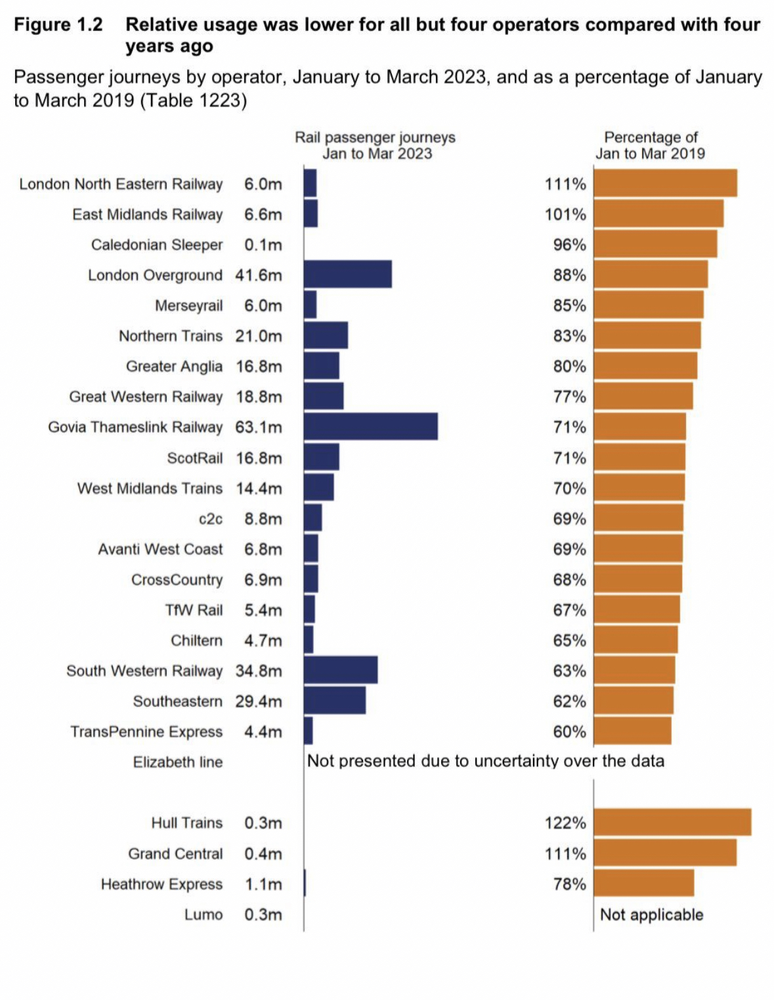 Figure 1.2 Relative usage was lower for all but four operators compared with four
years ago
Passenger journeys by operator, January to March 2023, and as a percentage of January
to March 2019 (Table 1223)
Rail passenger journeys
Jan to Mar 2023
Percentage of
Jan to Mar 2019
London North Eastern Railway 6.0m 111%
East Midlands Railway 6.6m 101%
Caledonian Sleeper 0.1m 96%
London Overground 41.6m 88%
Merseyrail 6.0m 85%
Northern Trains 21.0m 83%
Greater Anglia 16.8m 80%
Great Western Railway 18.8m 77%
Govia Thameslink Railway 63.1m 71%
ScotRail 16.8m 71%
West Midlands Trains 14.4m 70%
c2c 8.8m 69%
Avanti West Coast 6.8m 69%
CrossCountry 6.9m 68%
TfW Rail 5.4m 67%
Chiltern 4.7m 65%
South Western Railway 34.8m 63%
Southeastern 29.4m 62%
TransPennine Express 4.4m 60%
Elizabeth line Not presented due to uncertainty over the data
Hull Trains 0.3m 122%
Grand Central 0.4m 111%
Heathrow Express 1.1m 78%
Lumo 0.3m Not applicable